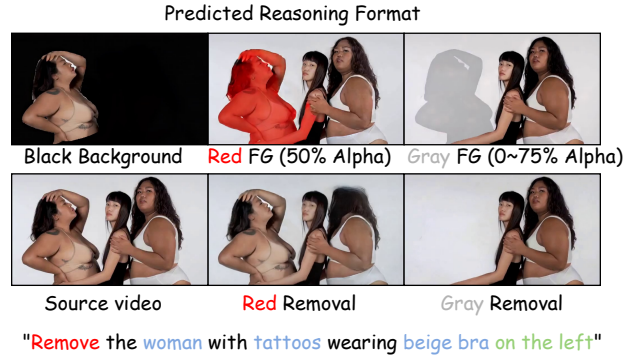 Predicted Reasoning Format
Black Background Red FG (50% Alpha) Gray FG (0~75% Alpha)
Source video Red Removal Gray Removal
"Remove the woman with tattoos wearing beige bra on the left"